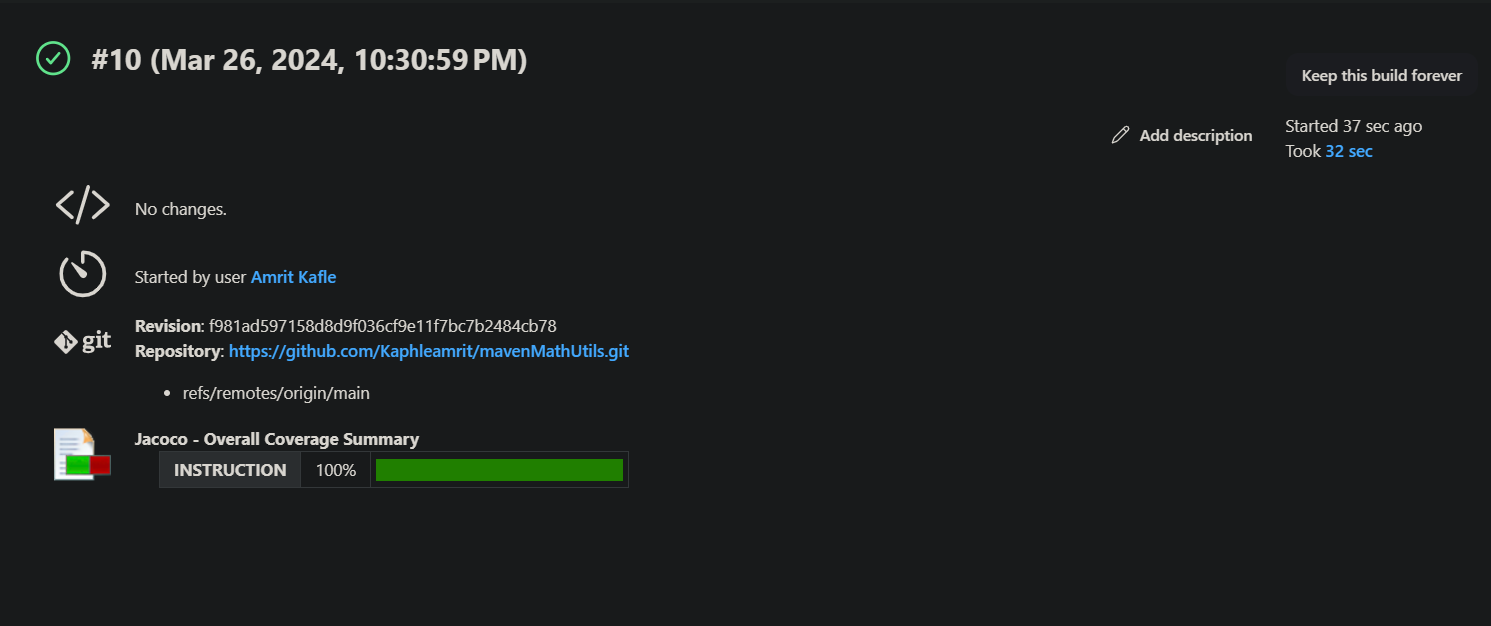 #10 (Mar 26, 2024, 10:30:59 PM)
Keep this build forever
Add description
Started 37 sec ago
Took 32 sec
No changes.
Started by user Amrit Kafle
git
Revision: f981ad597158d8d9f036cf9e11f7bc7b2484cb78
Repository: https://github.com/Kaphleamrit/mavenMathUtils.git
• refs/remotes/origin/main
Jacoco - Overall Coverage Summary
INSTRUCTION 100%